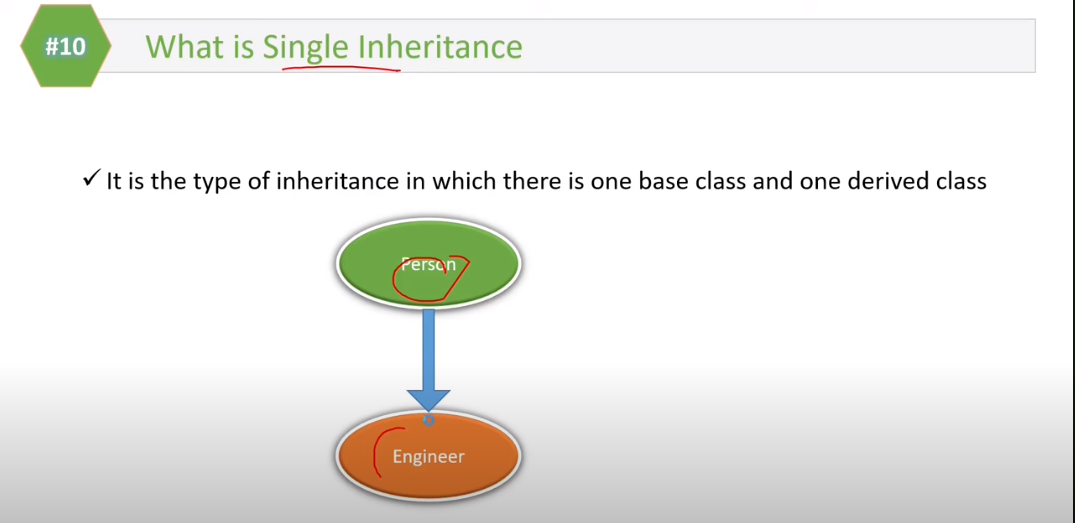 #10
What is Single Inheritance
✓ It is the type of inheritance in which there is one base class and one derived class
Person
Engineer